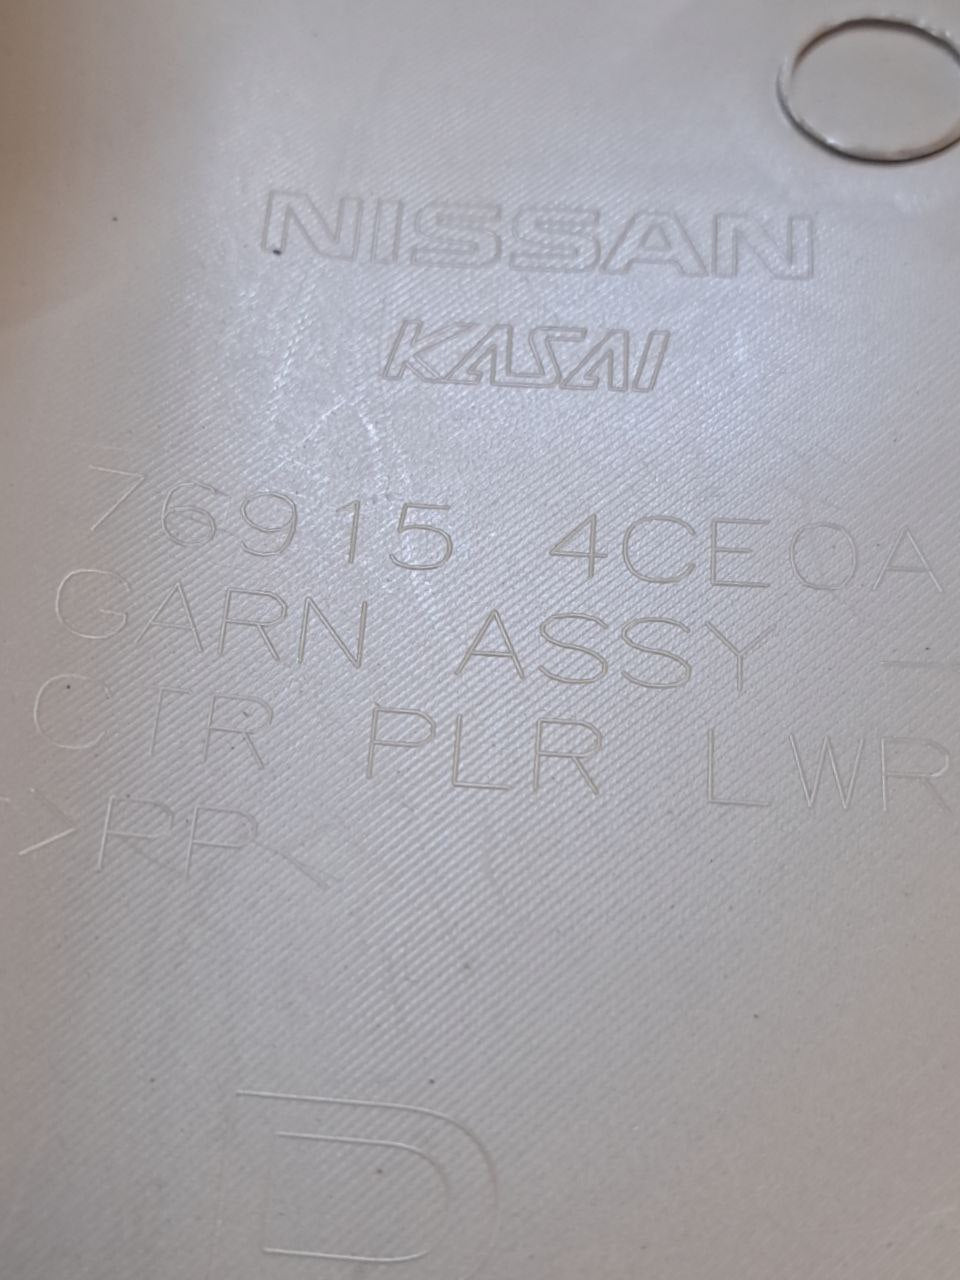 NISSAN
KASAI
76915 4CE0A
GARN ASSY -
CTR PLR LWR
>PP<
D